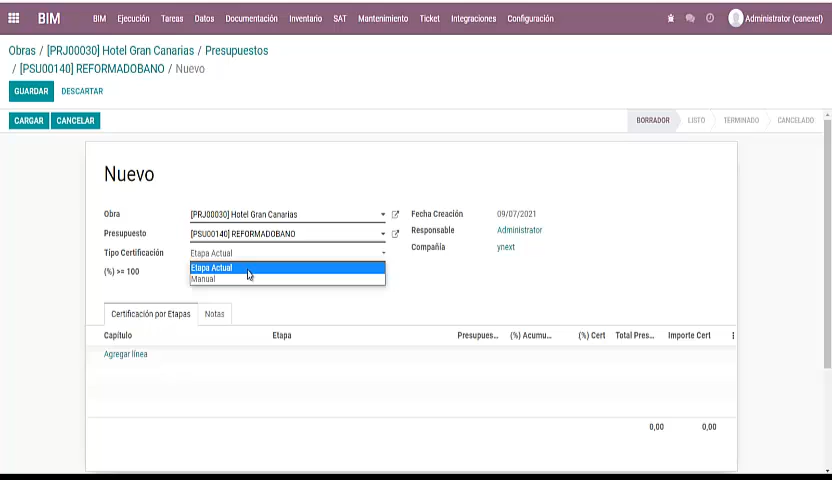 BIM BIM Ejecución Tareas Datos Documentación Inventario SAT Mantenimiento Ticket Integraciones Configuración Administrator (canexel)
Obras / [PRJ00030] Hotel Gran Canarias / Presupuestos
/ [PSU00140] REFORMADOBANO / Nuevo
GUARDAR DESCARTAR
CARGAR CANCELAR BORRADOR LISTO TERMINADO CANCELADO
Nuevo
Obra [PRJ00030] Hotel Gran Canarias Fecha Creación 09/07/2021
Presupuesto [PSU00140] REFORMADOBANO Responsable Administrator
Tipo Certificación Etapa Actual Compañía ynext
(%) >= 100 Etapa Actual
Manual
Certificación por Etapas Notas
Capítulo Etapa Presupues... (%) Acumu... (%) Cert Total Pres... Importe Cert
Agregar línea
0,00 0,00